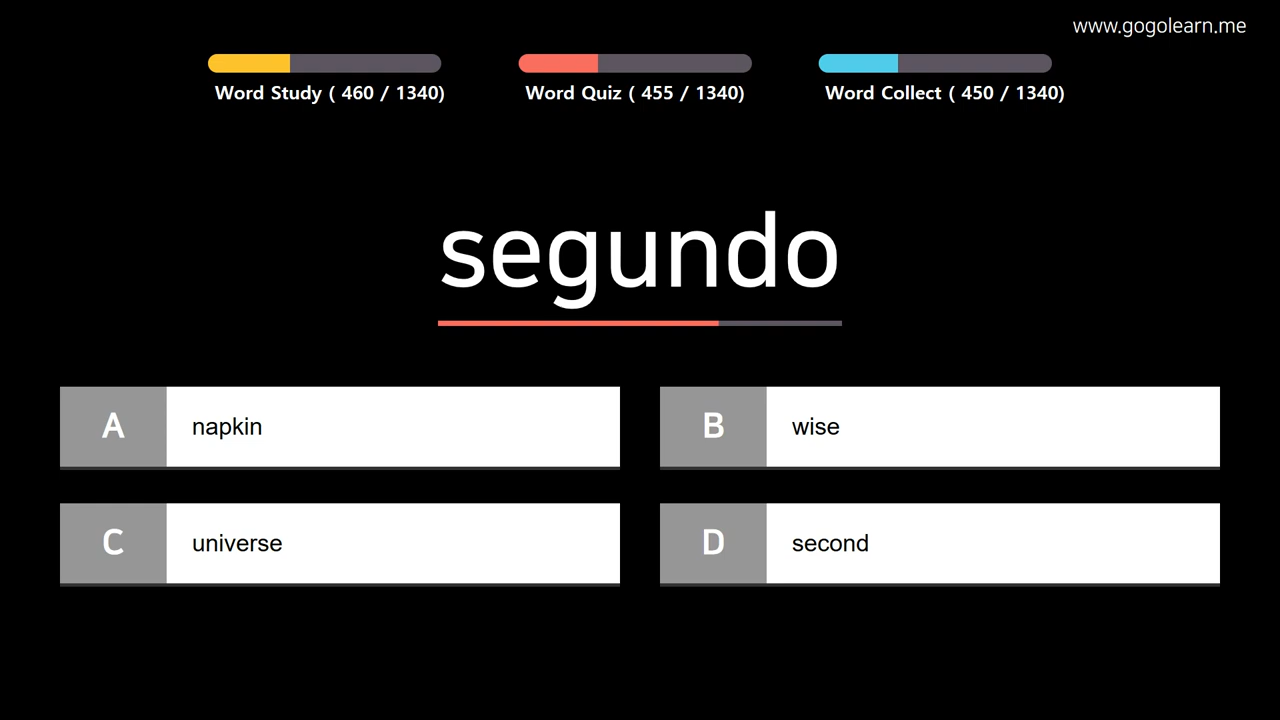 www.gogolearn.me
Word Study ( 460 / 1340)
Word Quiz ( 455 / 1340)
Word Collect ( 450 / 1340)
segundo
A napkin
B wise
C universe
D second